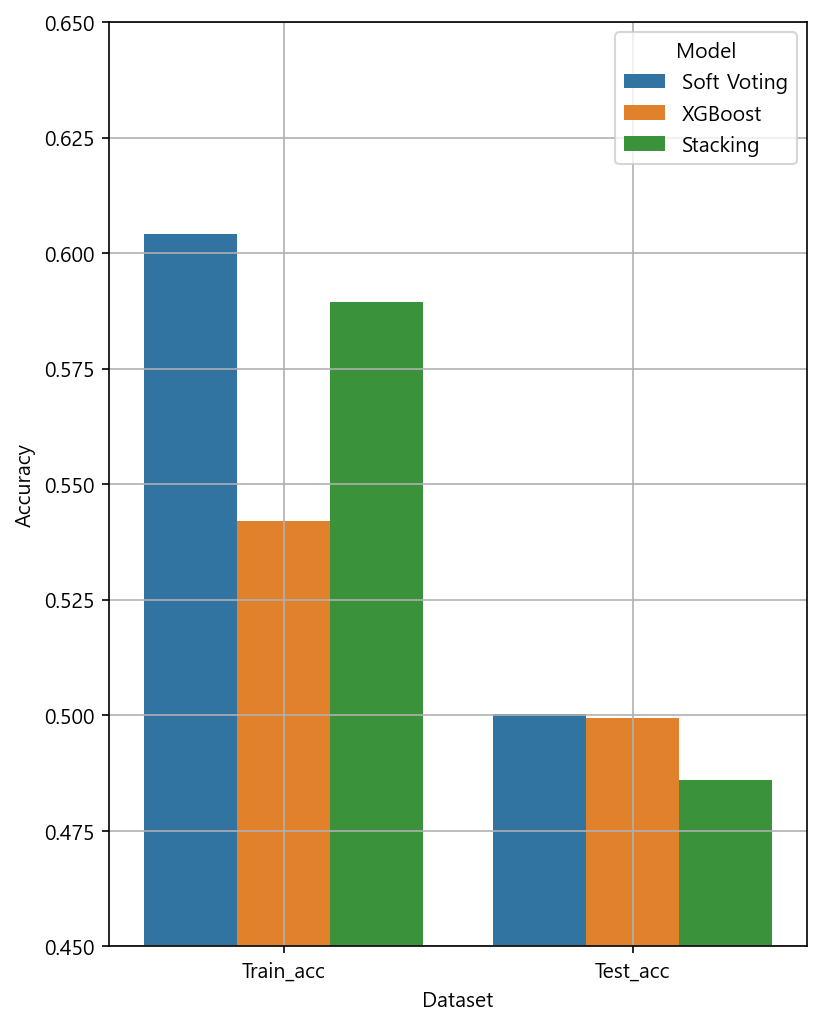 0.650
0.625
0.600
0.575
0.550
0.525
0.500
0.475
0.450
Accuracy
Model
Soft Voting
XGBoost
Stacking
Train_acc
Test_acc
Dataset